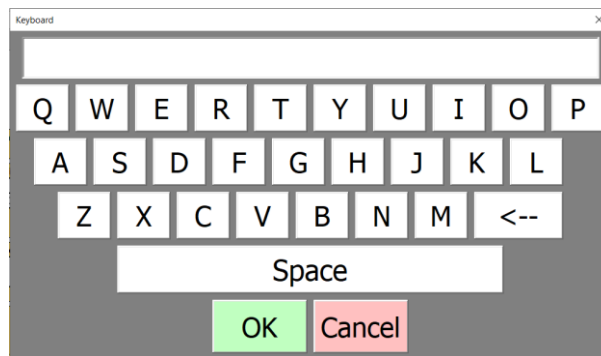 Keyboard ×
Q W E R T Y U I O P
A S D F G H J K L
Z X C V B N M <--
Space
OK Cancel